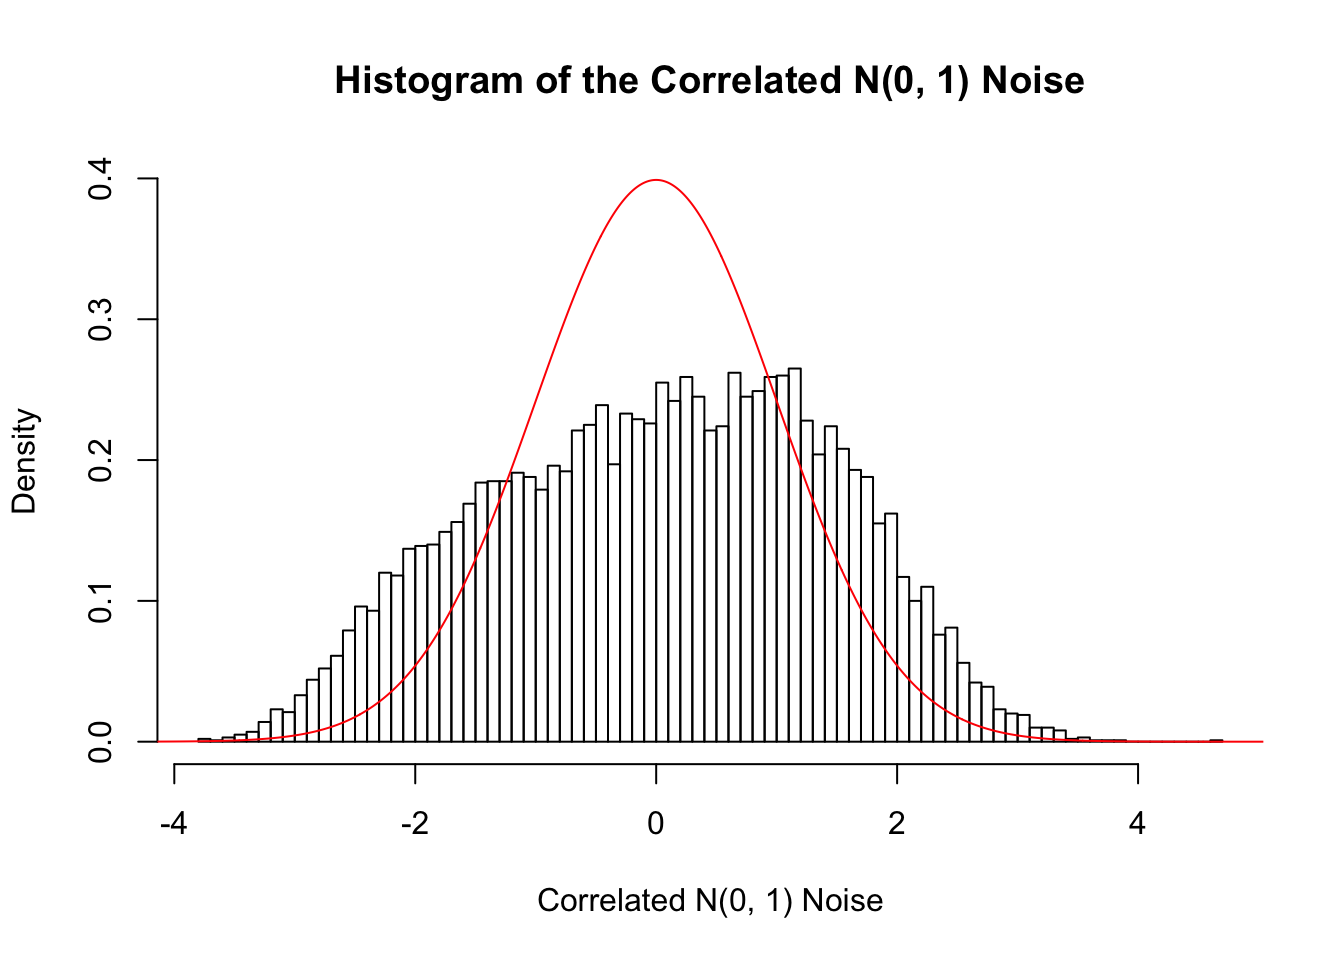 Histogram of the Correlated N(0, 1) Noise
Density
0.4
0.3
0.2
0.1
0.0
-4 -2 0 2 4
Correlated N(0, 1) Noise